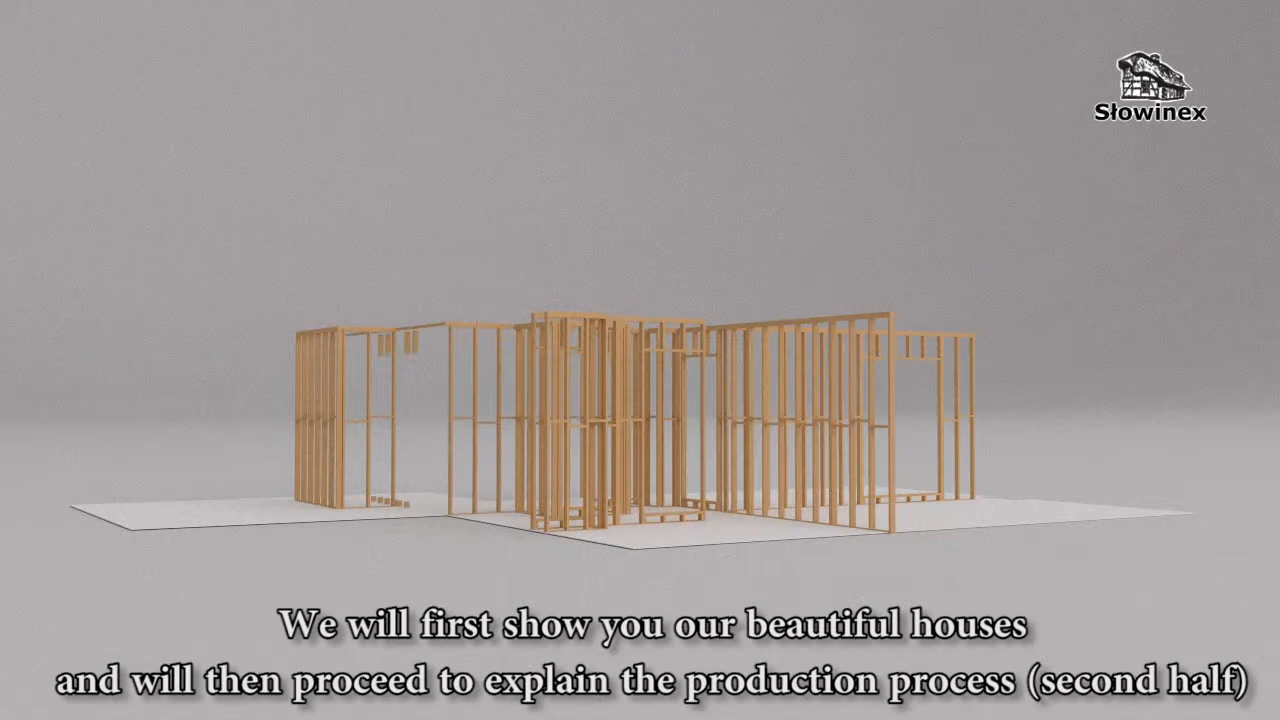 Słowinex
We will first show you our beautiful houses
and will then proceed to explain the production process (second half)